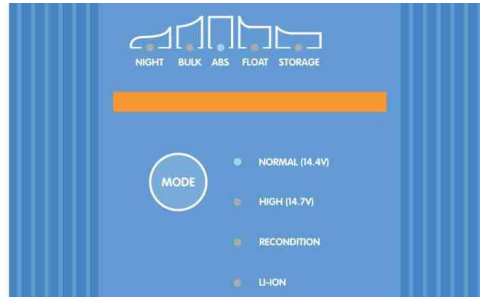 NIGHT BULK ABS FLOAT STORAGE
MODE
NORMAL (14.4V)
HIGH (14.7V)
RECONDITION
LI-ION